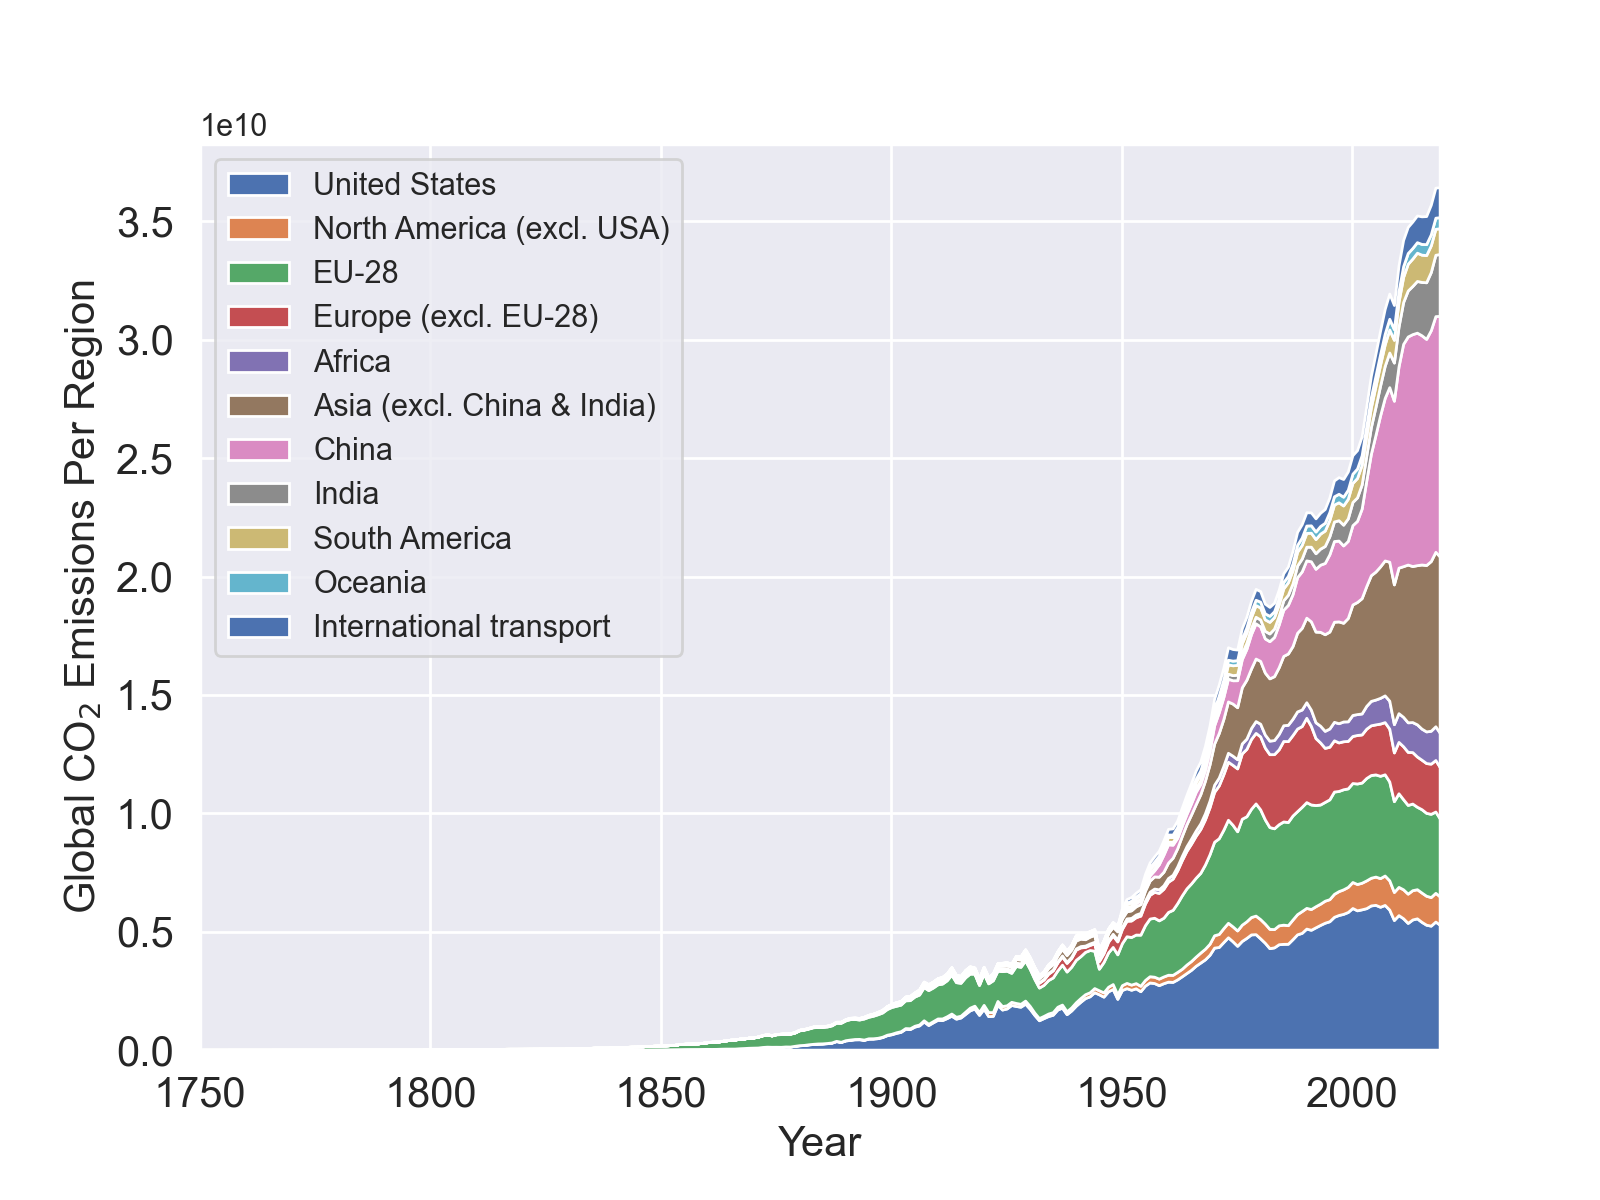 1e10
United States
North America (excl. USA)
EU-28
Europe (excl. EU-28)
Africa
Asia (excl. China & India)
China
India
South America
Oceania
International transport
Global CO₂ Emissions Per Region
3.5
3.0
2.5
2.0
1.5
1.0
0.5
0.0
1750 1800 1850 1900 1950 2000
Year